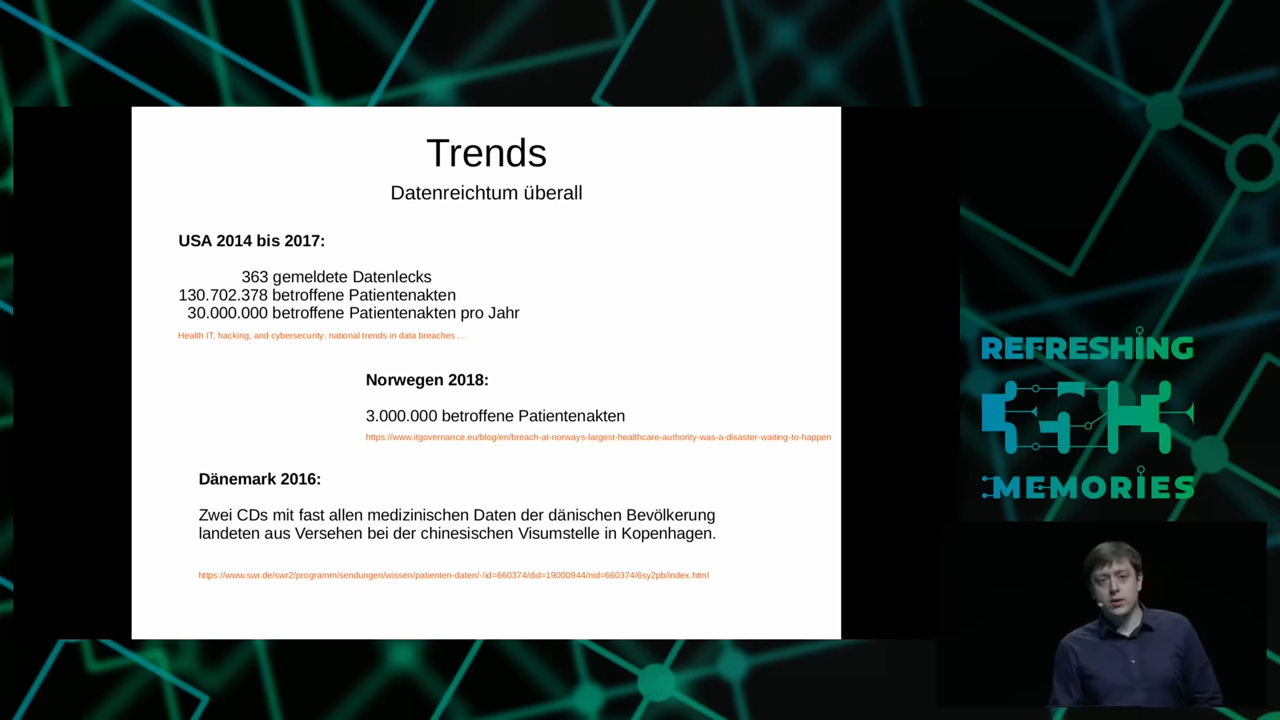 Trends
Datenreichtum überall
USA 2014 bis 2017:
363 gemeldete Datenlecks
130.702.378 betroffene Patientenakten
30.000.000 betroffene Patientenakten pro Jahr
Health IT, hacking, and cybersecurity: national trends in data breaches ...
Norwegen 2018:
3.000.000 betroffene Patientenakten
https://www.itgovernance.eu/blog/en/breach-at-norways-largest-healthcare-authority-was-a-disaster-waiting-to-happen
Dänemark 2016:
Zwei CDs mit fast allen medizinischen Daten der dänischen Bevölkerung
landeten aus Versehen bei der chinesischen Visumstelle in Kopenhagen.
https://www.swr.de/swr2/programm/sendungen/wissen/patienten-daten/-/id=660374/did=19000944/nid=660374/6sy2pb/index.html
REFRESHING
MEMORIES